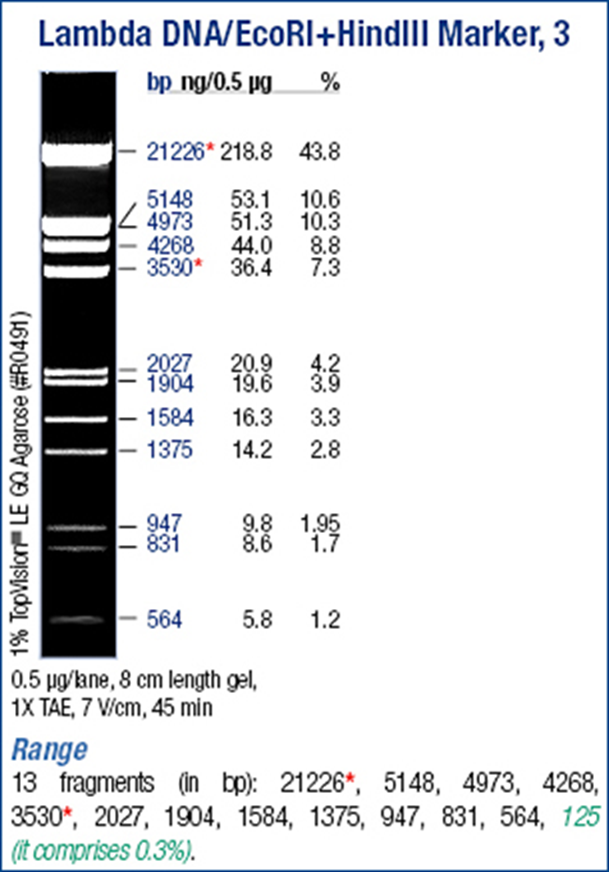 Lambda DNA/EcoRI+HindIII Marker, 3
bp ng/0.5 µg %
21226* 218.8 43.8
5148 53.1 10.6
4973 51.3 10.3
4268 44.0 8.8
3530* 36.4 7.3
2027 20.9 4.2
1904 19.6 3.9
1584 16.3 3.3
1375 14.2 2.8
947 9.8 1.95
831 8.6 1.7
564 5.8 1.2
1% TopVision™ LE GQ Agarose (#R0491)
0.5 µg/lane, 8 cm length gel,
1X TAE, 7 V/cm, 45 min
Range
13 fragments (in bp): 21226*, 5148, 4973, 4268,
3530*, 2027, 1904, 1584, 1375, 947, 831, 564, 125
(it comprises 0.3%).